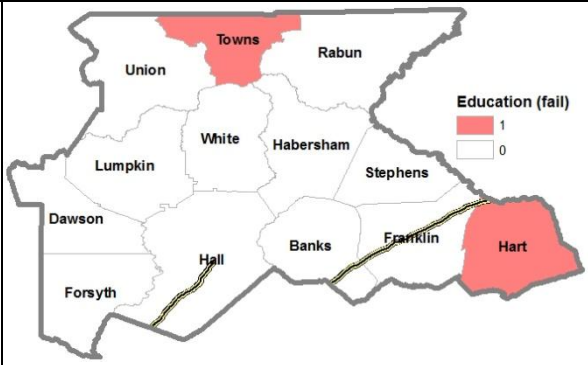 Towns
Rabun
Union
Education (fail)
1
0
White
Habersham
Lumpkin
Stephens
Dawson
Franklin
Banks
Hart
Hall
Forsyth